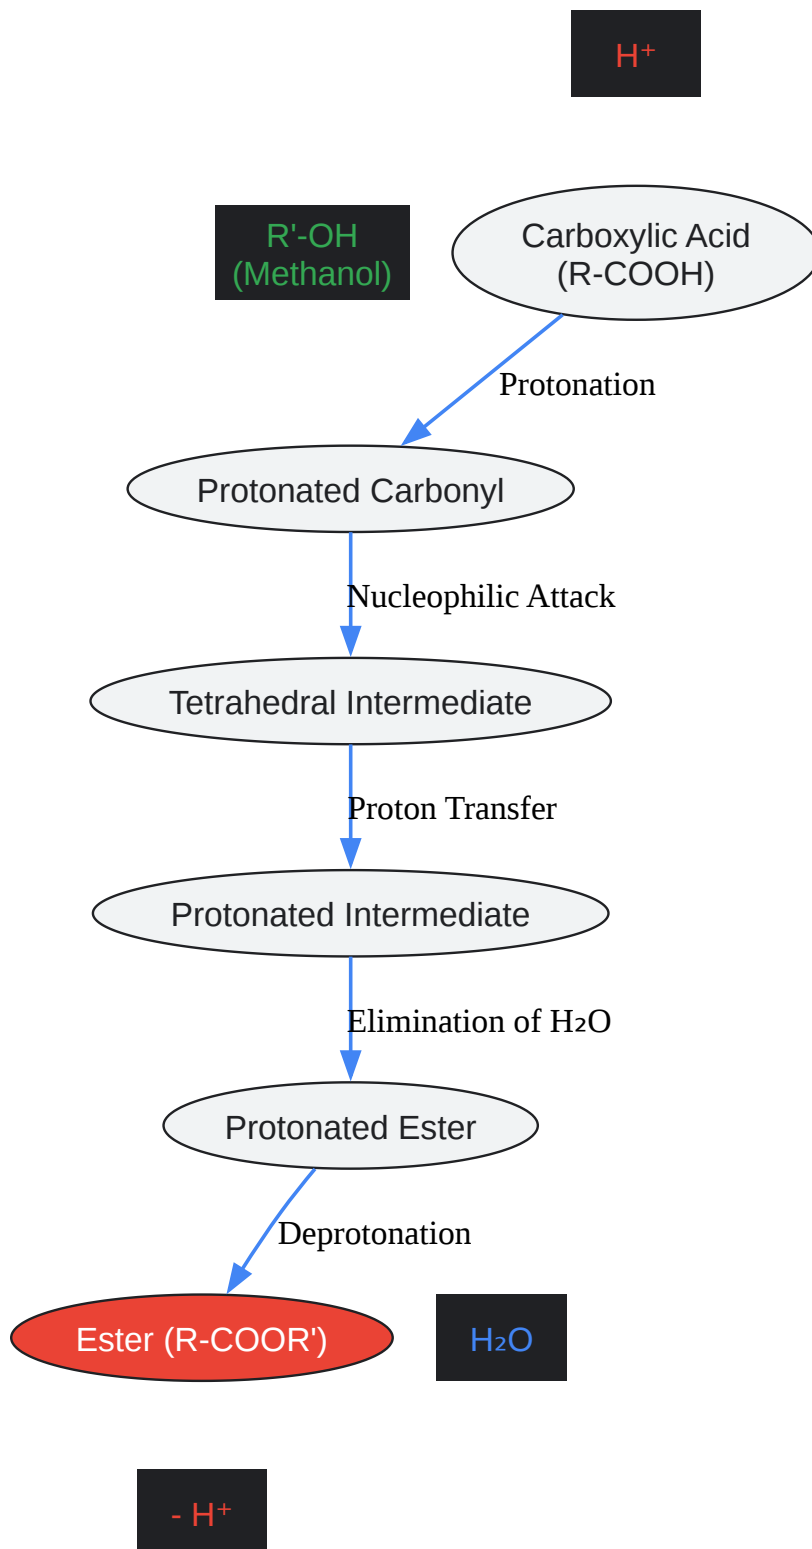 H⁺
R'-OH
(Methanol)
Carboxylic Acid
(R-COOH)
Protonation
Protonated Carbonyl
Nucleophilic Attack
Tetrahedral Intermediate
Proton Transfer
Protonated Intermediate
Elimination of H₂O
Protonated Ester
Deprotonation
Ester (R-COOR')
H₂O
- H⁺